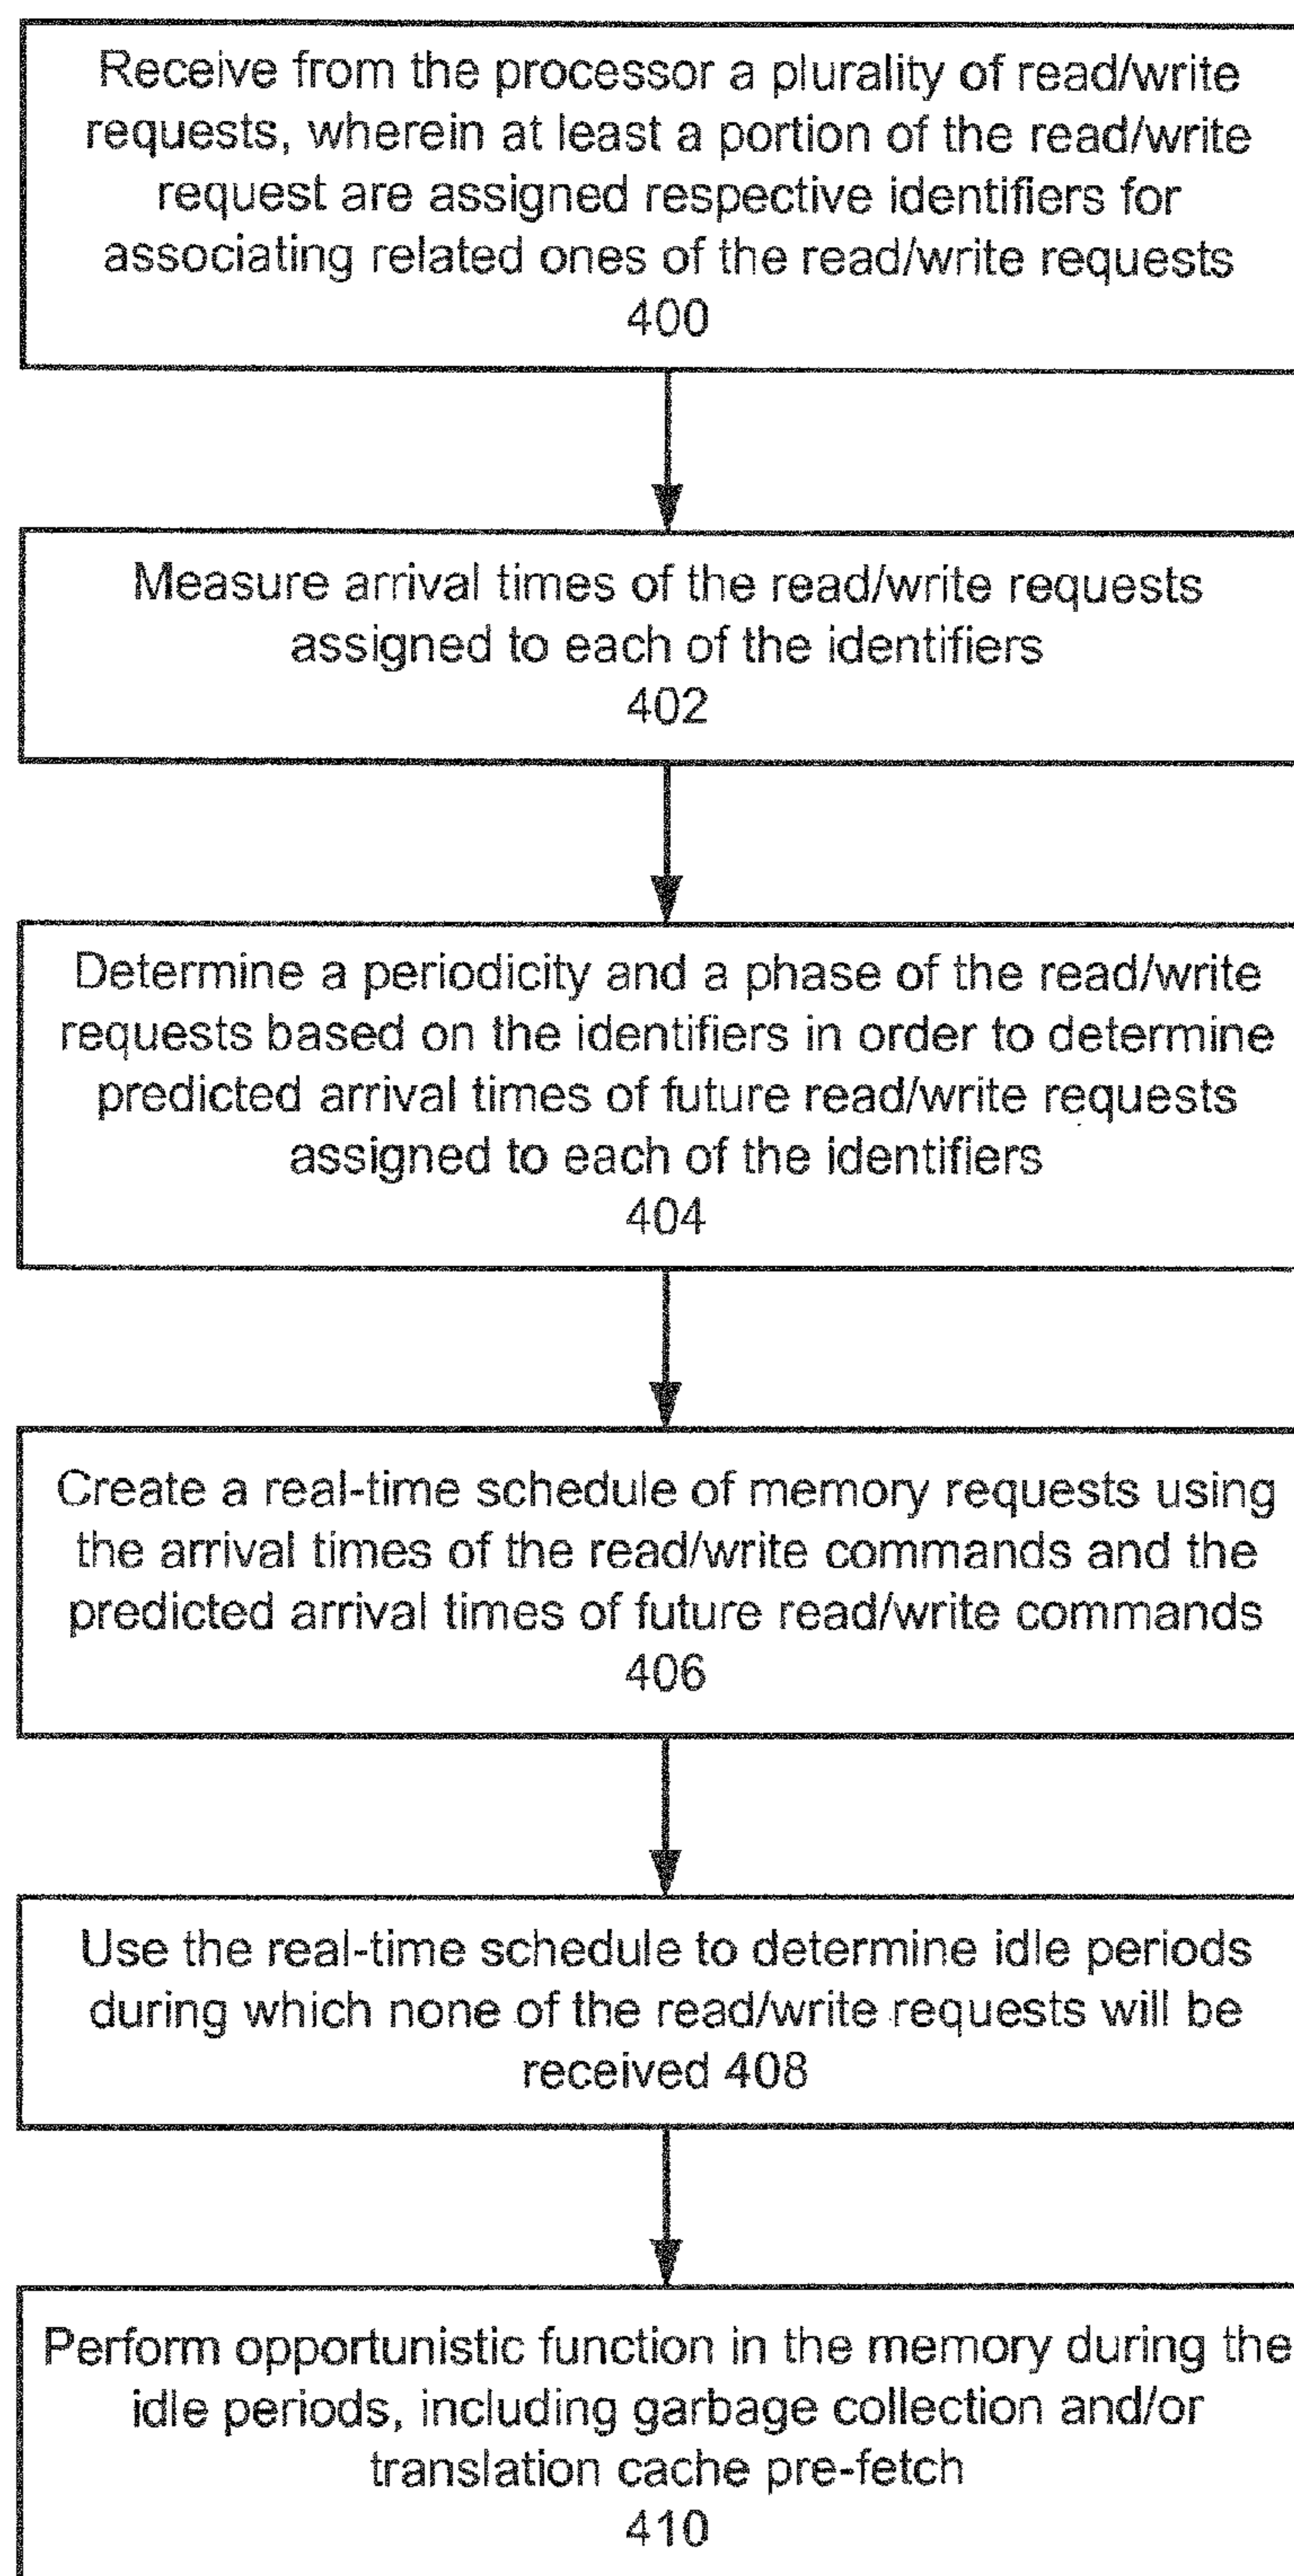 Receive from the processor a plurality of read/write
requests, wherein at least a portion of the read/write
request are assigned respective identifiers for
associating related ones of the read/write requests
400
Measure arrival times of the read/write requests
assigned to each of the identifiers
402
Determine a periodicity and a phase of the read/write
requests based on the identifiers in order to determine
predicted arrival times of future read/write requests
assigned to each of the identifiers
404
Create a real-time schedule of memory requests using
the arrival times of the read/write commands and the
predicted arrival times of future read/write commands
406
Use the real-time schedule to determine idle periods
during which none of the read/write requests will be
received 408
Perform opportunistic function in the memory during the
idle periods, including garbage collection and/or
translation cache pre-fetch
410